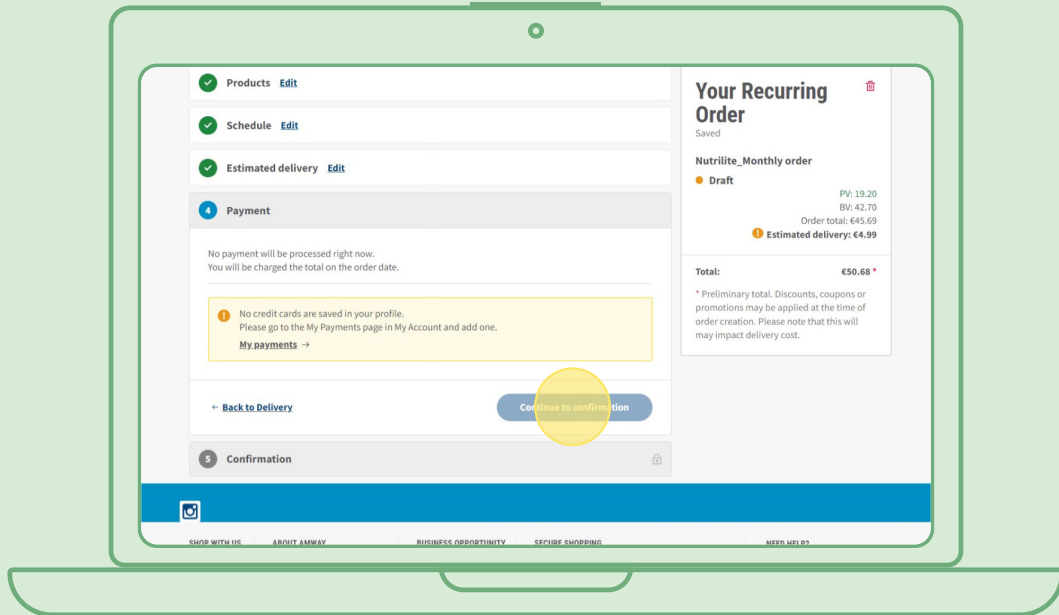 Products Edit
Schedule Edit
Estimated delivery Edit
4 Payment
No payment will be processed right now.
You will be charged the total on the order date.
No credit cards are saved in your profile.
Please go to the My Payments page in My Account and add one.
My payments →
← Back to Delivery
Continue to confirmation
5 Confirmation
Your Recurring
Order
Saved
Nutrilite_Monthly order
Draft
PV: 19.20
BV: 42.70
Order total: €45.69
Estimated delivery: €4.99
Total: €50.68 *
* Preliminary total. Discounts, coupons or
promotions may be applied at the time of
order creation. Please note that this will
may impact delivery cost.
SHOP WITH US ABOUT AMWAY BUSINESS OPPORTUNITY SECURE SHOPPING NEED HELP?